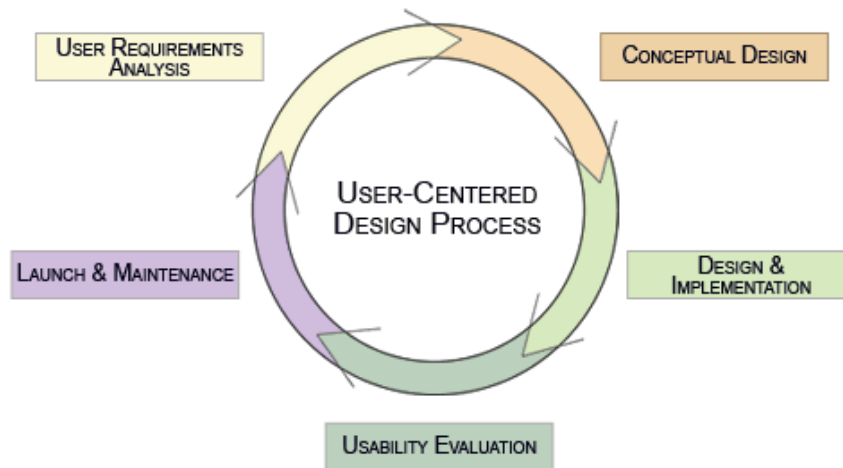 User Requirements
Analysis
Conceptual Design
User-Centered
Design Process
Launch & Maintenance
Design &
Implementation
Usability Evaluation